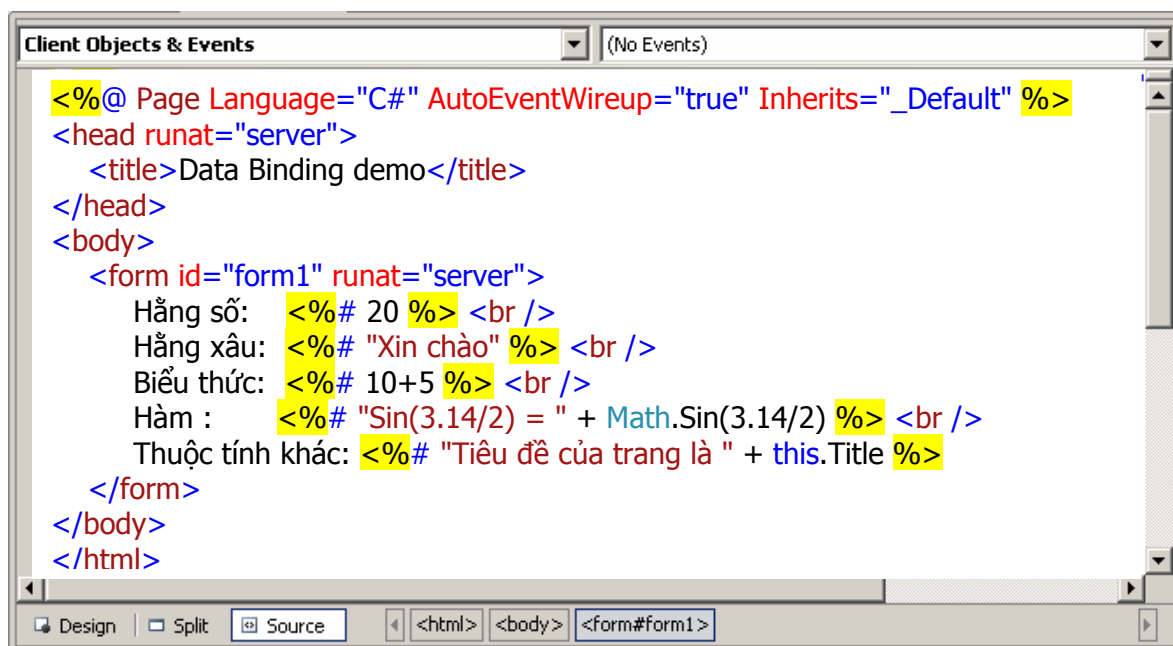 Client Objects & Events (No Events)
<%@ Page Language="C#" AutoEventWireup="true" Inherits="_Default" %>
<head runat="server">
<title>Data Binding demo</title>
</head>
<body>
<form id="form1" runat="server">
Hằng số: <%# 20 %> <br />
Hằng xâu: <%# "Xin chào" %> <br />
Biểu thức: <%# 10+5 %> <br />
Hàm : <%# "Sin(3.14/2) = " + Math.Sin(3.14/2) %> <br />
Thuộc tính khác: <%# "Tiêu đề của trang là " + this.Title %>
</form>
</body>
</html>
Design Split Source <html> <body> <form#form1>